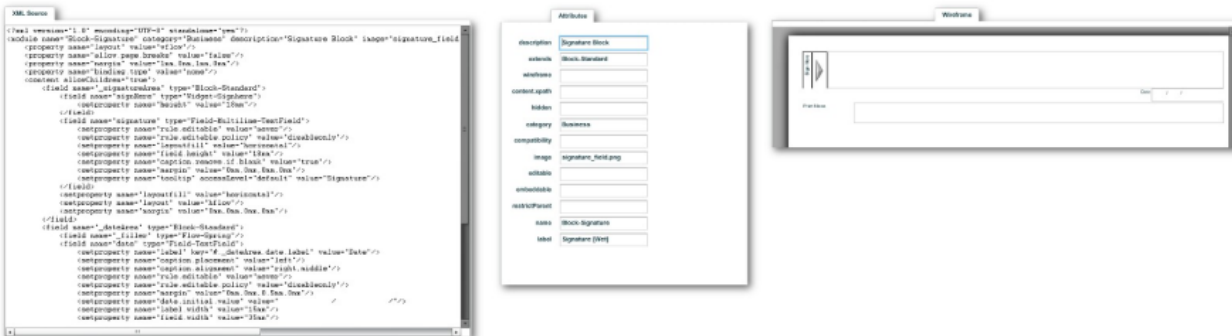 XML Source
<?xml version="1.0" encoding="UTF-8" standalone="yes"?>
<module name="Block-Signature" category="Business" description="Signature Block" image="signature_field
<property name="layout" value="vflow"/>
<property name="allow.page.breaks" value="false"/>
<property name="margin" value="1mm,0mm,1mm,0mm"/>
<property name="binding.type" value="none"/>
<content allowChildren="true">
<field name="_signatureArea" type="Block-Standard">
<field name="signHere" type="Widget-SignHere">
<setproperty name="height" value="18mm"/>
</field>
<field name="signature" type="Field-Multiline-TextField">
<setproperty name="rule.editable" value="never"/>
<setproperty name="rule.editable.policy" value="disableonly"/>
<setproperty name="layoutfill" value="horizontal"/>
<setproperty name="field.height" value="18mm"/>
<setproperty name="caption.remove.if.blank" value="true"/>
<setproperty name="margin" value="0mm,0mm,0mm,0mm"/>
<setproperty name="tooltip" accessLevel="default" value="Signature"/>
</field>
<setproperty name="layoutfill" value="horizontal"/>
<setproperty name="layout" value="hflow"/>
<setproperty name="margin" value="0mm,0mm,0mm,0mm"/>
</field>
<field name="_dateArea" type="Block-Standard">
<field name="_filler" type="Flow-Spring"/>
<field name="date" type="Field-TextField">
<setproperty name="label" key="#_dateArea.date.label" value="Date"/>
<setproperty name="caption.placement" value="left"/>
<setproperty name="caption.alignment" value="right.middle"/>
<setproperty name="rule.editable" value="never"/>
<setproperty name="rule.editable.policy" value="disableonly"/>
<setproperty name="margin" value="0mm,0mm,0.5mm,0mm"/>
<setproperty name="date.initial.value" value=" / /"/>
<setproperty name="label.width" value="15mm"/>
<setproperty name="field.width" value="35mm"/>
Attributes
description Signature Block
extends Block-Standard
wireframe
content.xpath
hidden
category Business
compatibility
image signature_field.png
editable
embeddable
restrictParent
name Block-Signature
label Signature (Wet)
Wireframe
Date / /
Print Name